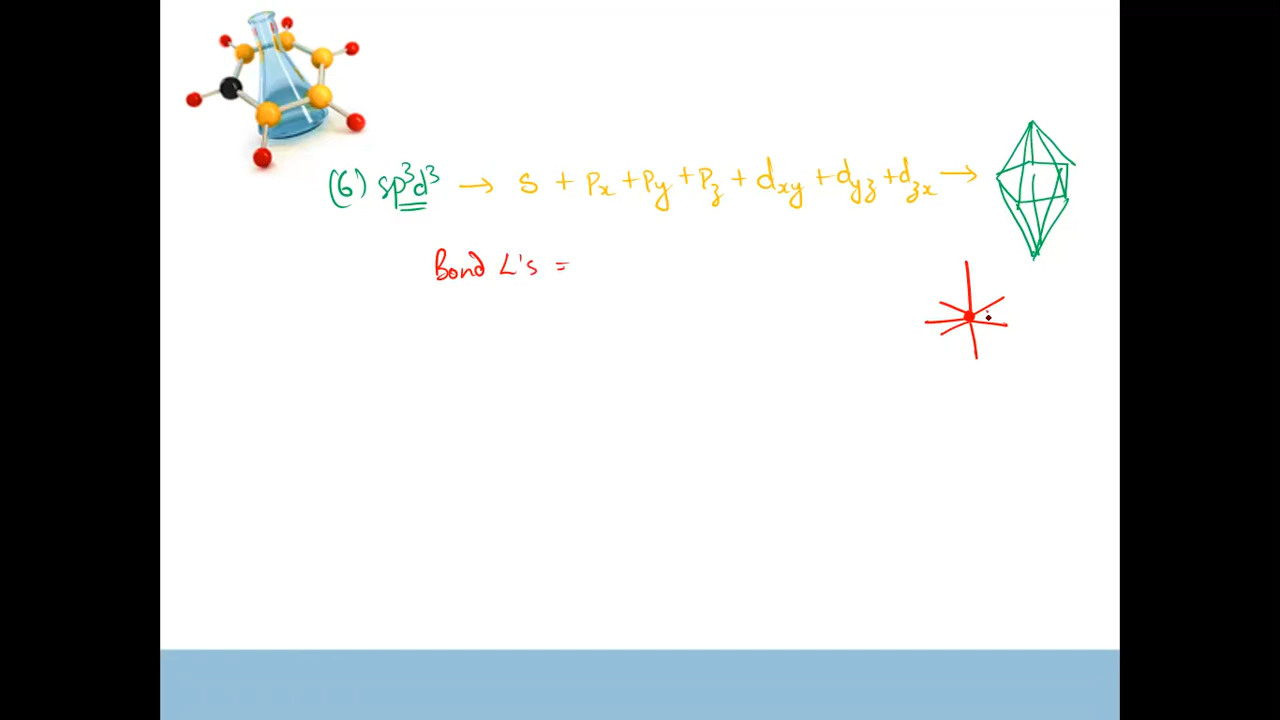 (6) sp³d³ → s + Px + Py + Pz + dxy + dyz + dzx →
Bond L's =